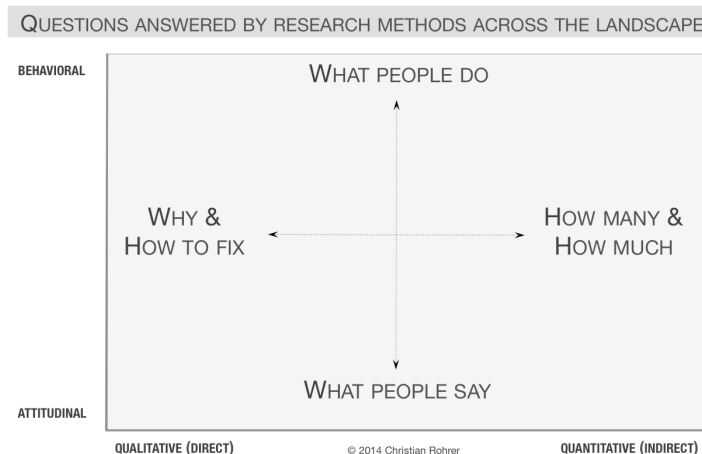 QUESTIONS ANSWERED BY RESEARCH METHODS ACROSS THE LANDSCAPE
BEHAVIORAL
WHAT PEOPLE DO
WHY &
HOW TO FIX
HOW MANY &
HOW MUCH
WHAT PEOPLE SAY
ATTITUDINAL
QUALITATIVE (DIRECT)
© 2014 Christian Rohrer
QUANTITATIVE (INDIRECT)